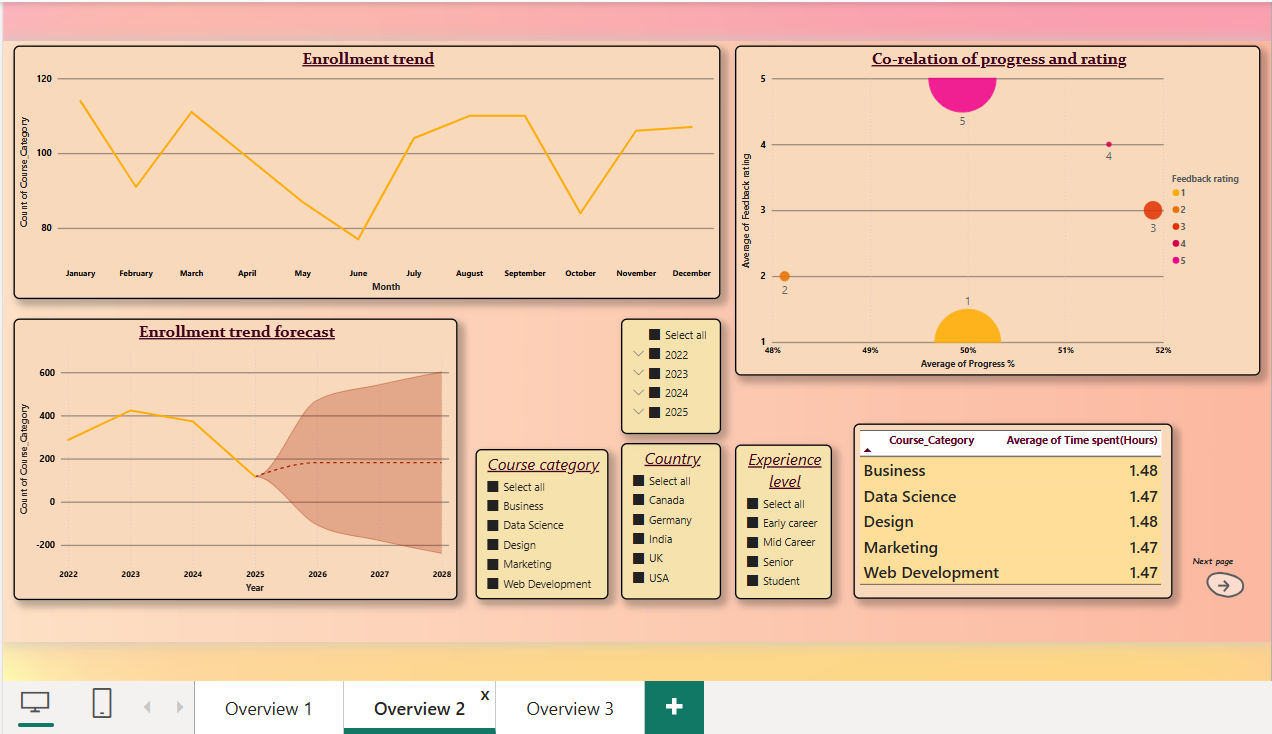 Enrollment trend
Count of Course_Category
120
100
80
January February March April May June July August September October November December
Month
Co-relation of progress and rating
Average of Feedback rating
5
4
3
2
1
5
4
3
2
1
48% 49% 50% 51% 52%
Average of Progress %
Feedback rating
1
2
3
4
5
Enrollment trend forecast
Count of Course_Category
600
400
200
0
-200
2022 2023 2024 2025 2026 2027 2028
Year
Select all
2022
2023
2024
2025
Course category
Select all
Business
Data Science
Design
Marketing
Web Development
Country
Select all
Canada
Germany
India
UK
USA
Experience
level
Select all
Early career
Mid Career
Senior
Student
Course_Category Average of Time spent(Hours)
Business 1.48
Data Science 1.47
Design 1.48
Marketing 1.47
Web Development 1.47
Next page
Overview 1
Overview 2
x
Overview 3
+